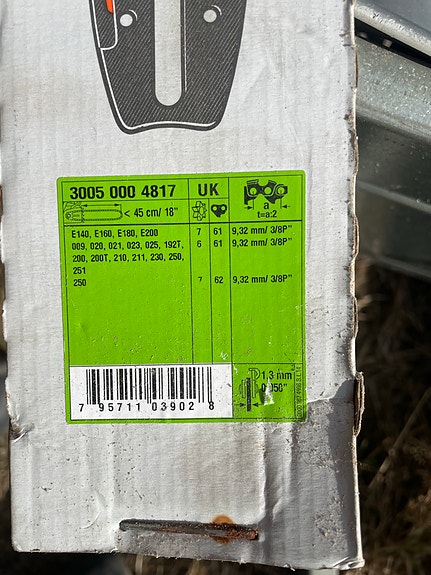 3005 000 4817 UK
< 45 cm/ 18" a
t=a:2
E140, E160, E180, E200 7 61 9,32 mm/ 3/8P"
009, 020, 021, 023, 025, 192T, 6 61 9,32 mm/ 3/8P"
200, 200T, 210, 211, 230, 250,
251
250 7 62 9,32 mm/ 3/8P"
1,3 mm
0,050"
7 95711 03902 8